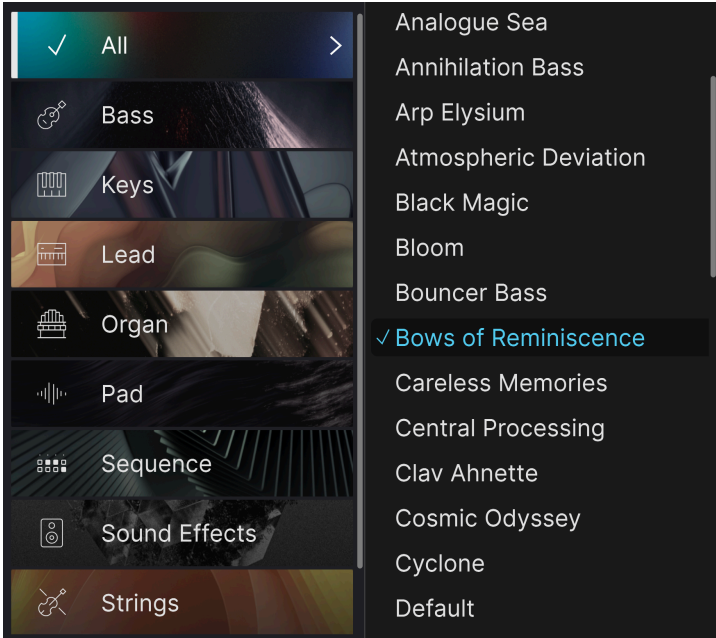 All
Bass
Keys
Lead
Organ
Pad
Sequence
Sound Effects
Strings
Analogue Sea
Annihilation Bass
Arp Elysium
Atmospheric Deviation
Black Magic
Bloom
Bouncer Bass
Bows of Reminiscence
Careless Memories
Central Processing
Clav Ahnette
Cosmic Odyssey
Cyclone
Default